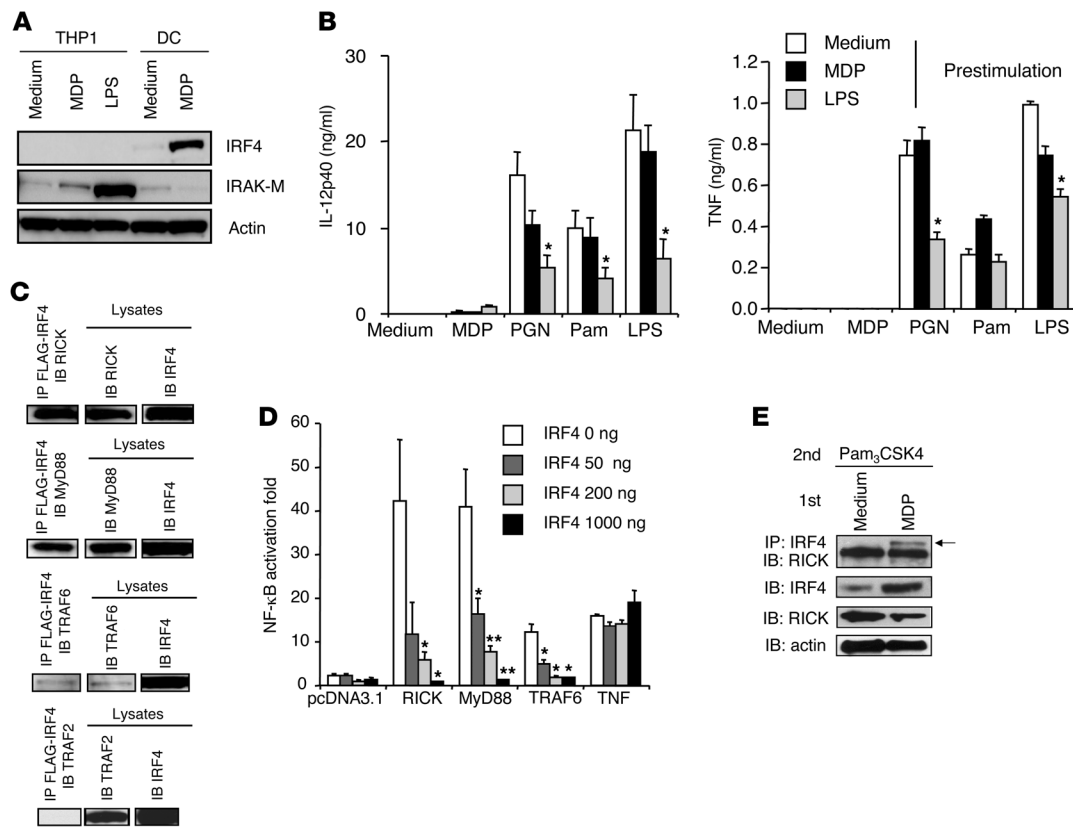 A
THP1 DC
Medium MDP LPS Medium MDP
IRF4
IRAK-M
Actin
B
IL-12p40 (ng/ml)
30
20
10
0
Medium MDP PGN Pam LPS
* * *
TNF (ng/ml)
1.2
1.0
0.8
0.6
0.4
0.2
0.0
Medium MDP PGN Pam LPS
* *
Medium
MDP
LPS
Prestimulation
C
Lysates
IP FLAG-IRF4
IB RICK
IB RICK
IB IRF4
Lysates
IP FLAG-IRF4
IB MyD88
IB MyD88
IB IRF4
Lysates
IP FLAG-IRF4
IB TRAF6
IB TRAF6
IB IRF4
Lysates
IP FLAG-IRF4
IB TRAF2
IB TRAF2
IB IRF4
D
NF-κB activation fold
60
50
40
30
20
10
0
pcDNA3.1 RICK MyD88 TRAF6 TNF
* * * ** ** * * *
IRF4 0 ng
IRF4 50 ng
IRF4 200 ng
IRF4 1000 ng
E
2nd Pam3CSK4
1st Medium MDP
IP: IRF4
IB: RICK
IB: IRF4
IB: RICK
IB: actin